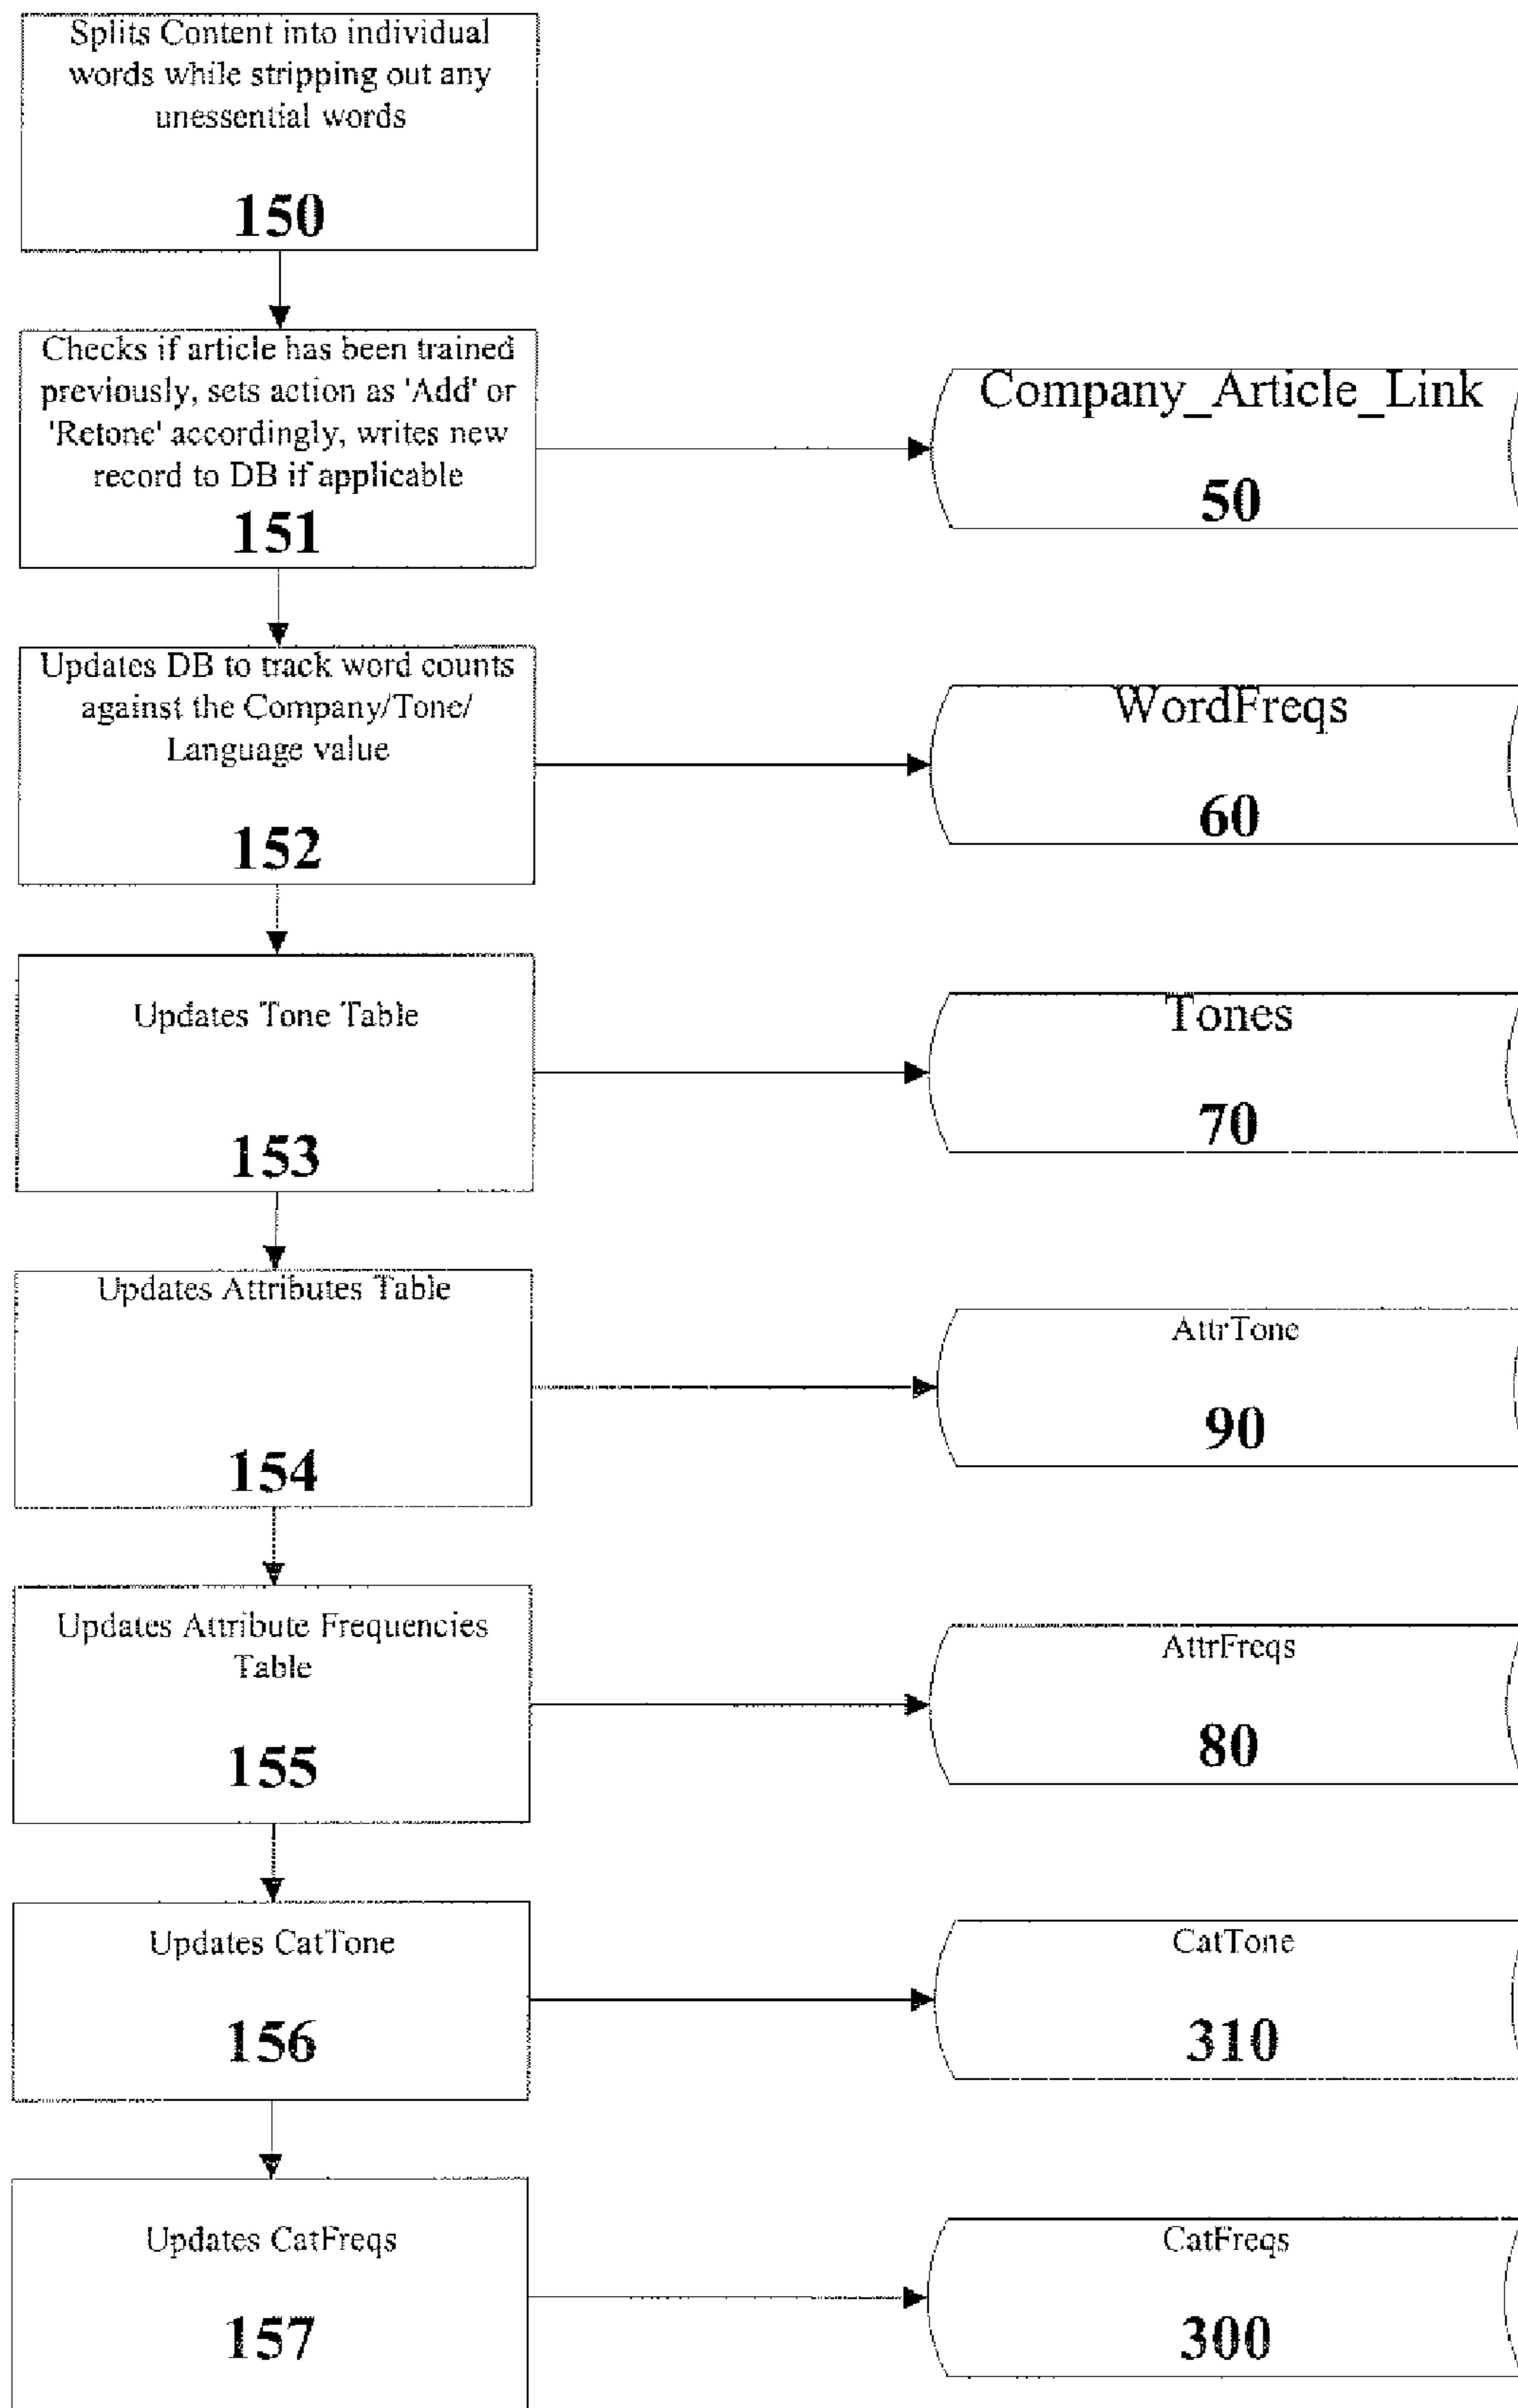 Splits Content into individual
words while stripping out any
unessential words
150
Checks if article has been trained
previously, sets action as 'Add' or
'Retone' accordingly, writes new
record to DB if applicable
151
Company_Article_Link
50
Updates DB to track word counts
against the Company/Tone/
Language value
152
WordFreqs
60
Updates Tone Table
153
Tones
70
Updates Attributes Table
154
AttrTone
90
Updates Attribute Frequencies
Table
155
AttrFreqs
80
Updates CatTone
156
CatTone
310
Updates CatFreqs
157
CatFreqs
300